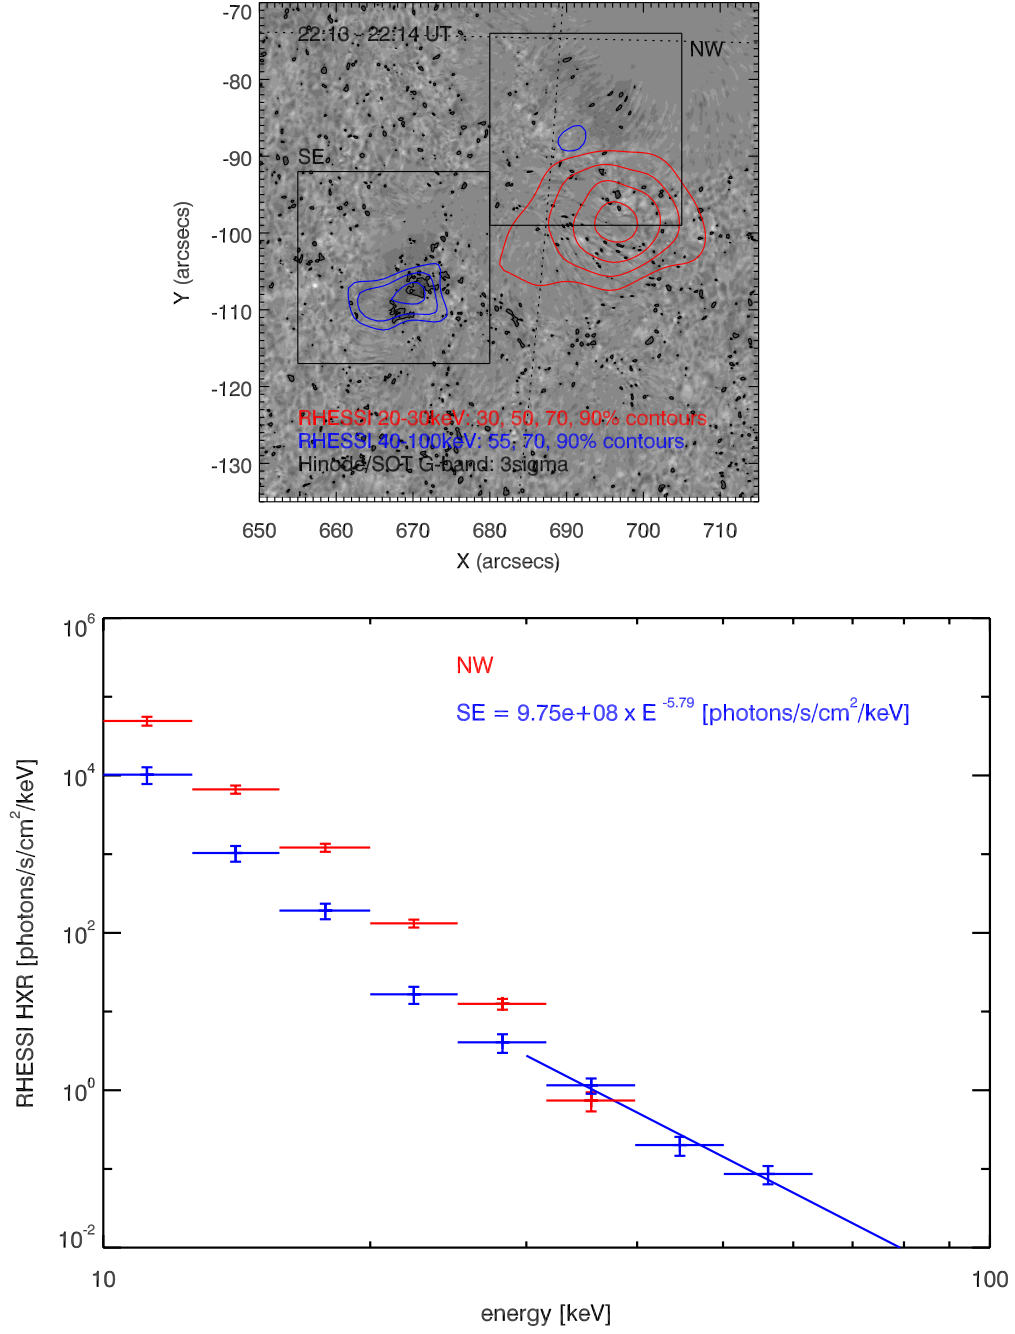 -70
22:13 - 22:14 UT
NW
-80
SE
-90
-100
Y (arcsecs)
-110
-120
RHESSI 20-30keV: 30, 50, 70, 90% contours
RHESSI 40-100keV: 55, 70, 90% contours
Hinode/SOT G-band: 3sigma
-130
650 660 670 680 690 700 710
X (arcsecs)
10^6
NW
SE = 9.75e+08 x E^-5.79 [photons/s/cm^2/keV]
10^4
RHESSI HXR [photons/s/cm^2/keV]
10^2
10^0
10^-2
10 100
energy [keV]